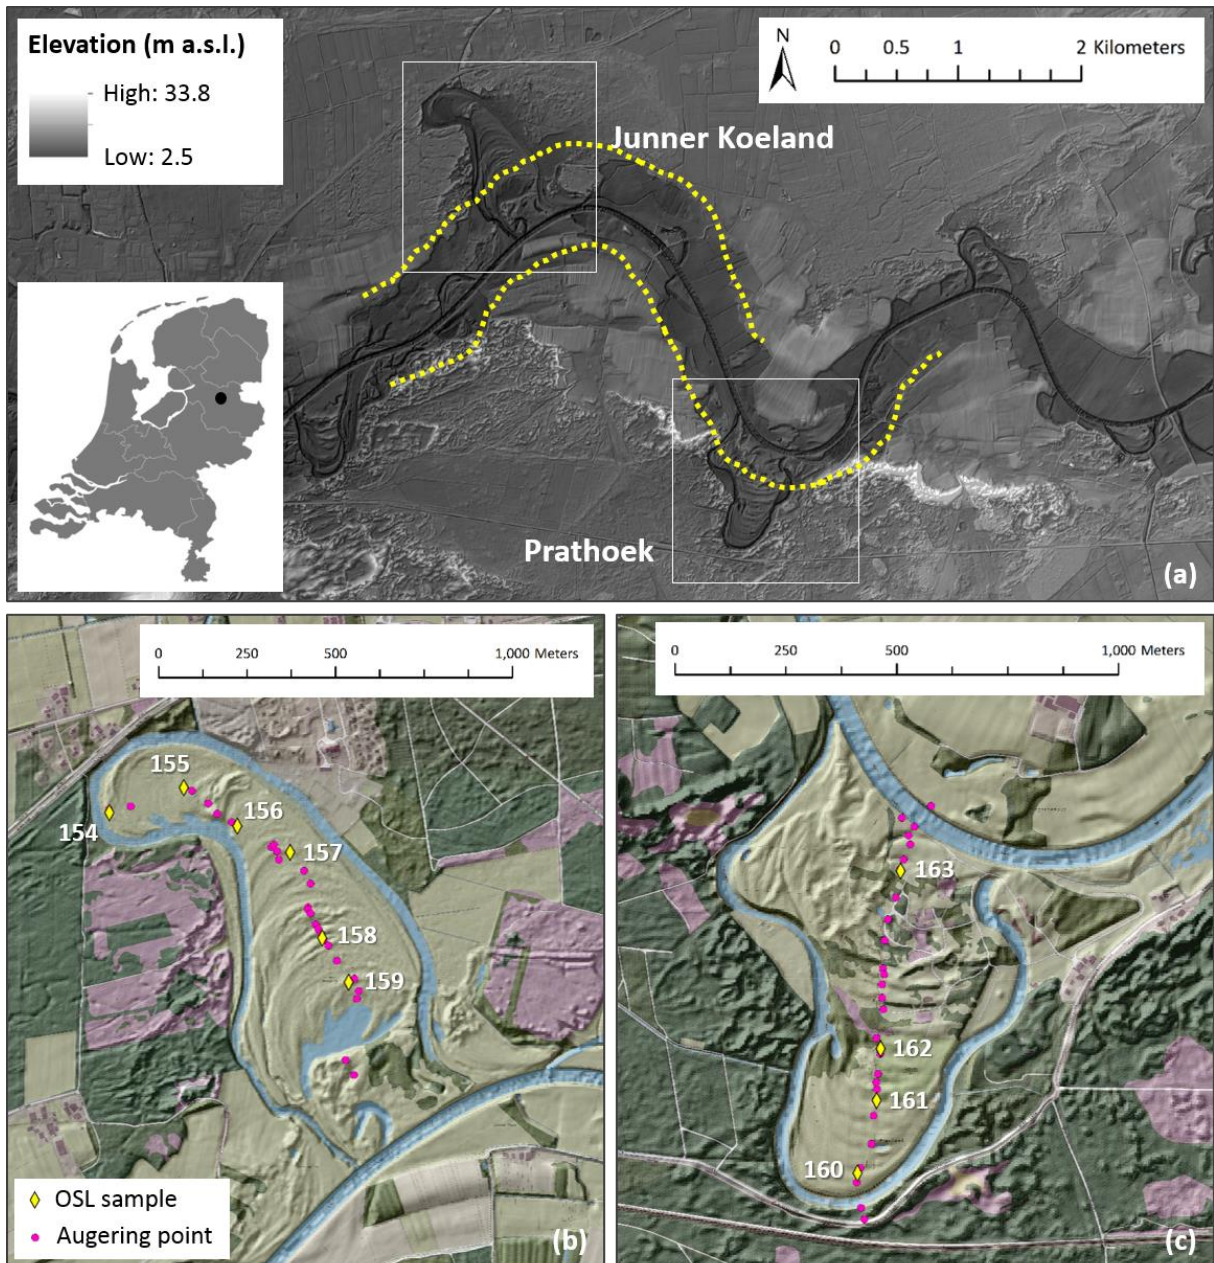 Elevation (m a.s.l.)
High: 33.8
Low: 2.5
N
0 0.5 1 2 Kilometers
Junner Koeland
Prathoek
(a)
0 250 500 1,000 Meters
155
154
156
157
158
159
OSL sample
Augering point
(b)
0 250 500 1,000 Meters
163
162
161
160
(c)